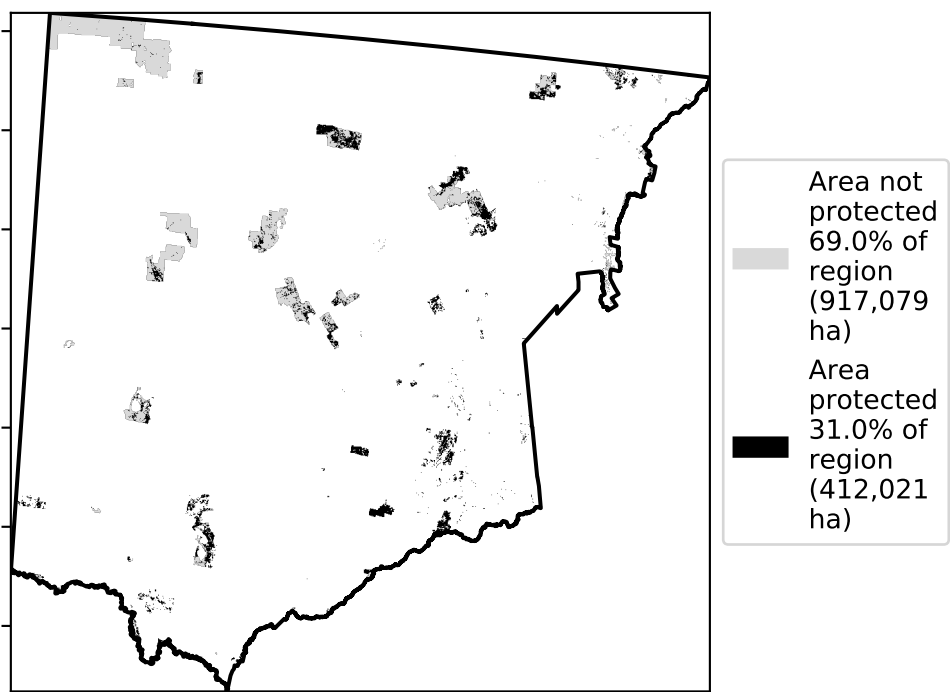 Area not
protected
69.0% of
region
(917,079
ha)
Area
protected
31.0% of
region
(412,021
ha)